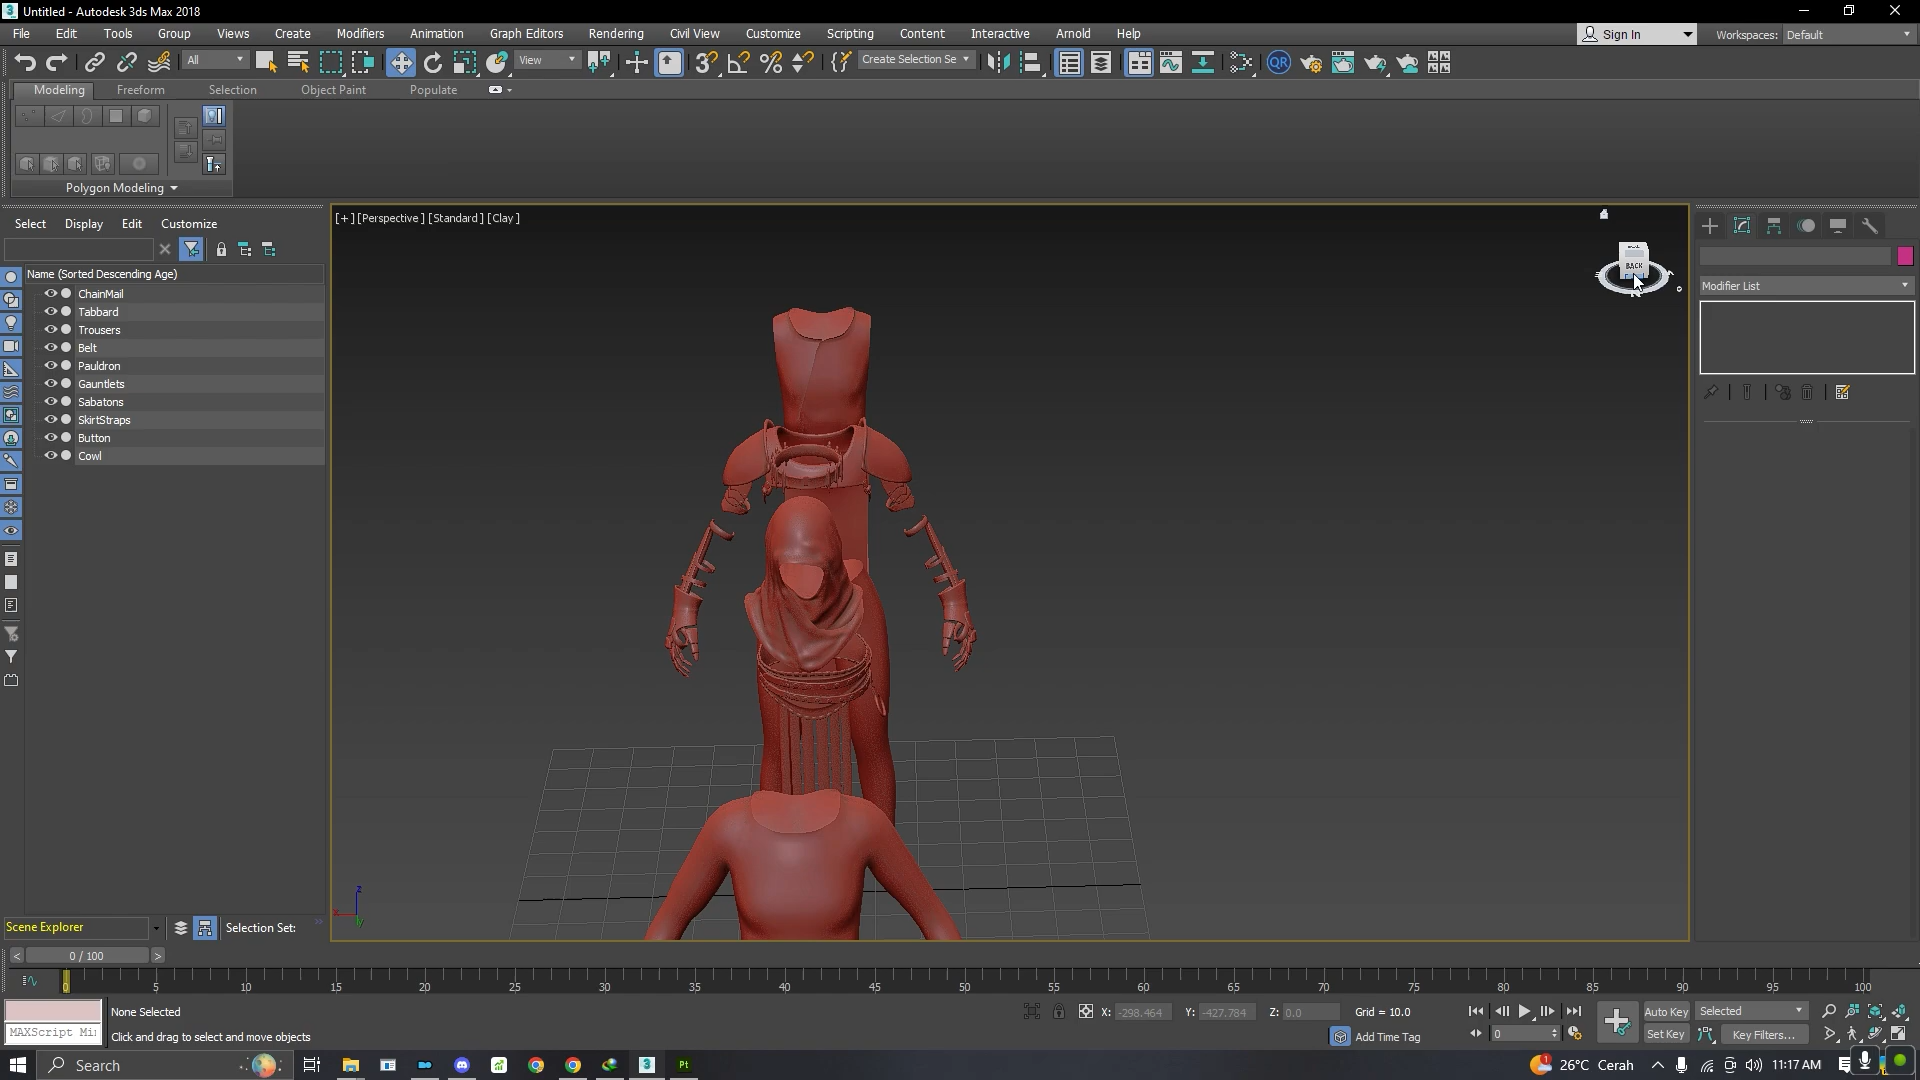 Untitled - Autodesk 3ds Max 2018
File Edit Tools Group Views Create Modifiers Animation Graph Editors Rendering Civil View Customize Scripting Content Interactive Arnold Help
Sign In Workspaces: Default
All View Create Selection Se
Modeling Freeform Selection Object Paint Populate
Polygon Modeling
Select Display Edit Customize
[+] [Perspective] [Standard] [Clay]
BACK
Name (Sorted Descending Age)
Modifier List
ChainMail
Tabbard
Trousers
Belt
Pauldron
Gauntlets
Sabatons
SkirtStraps
Button
Cowl
z
x
y
Scene Explorer Selection Set:
< 0 / 100 >
0 5 10 15 20 25 30 35 40 45 50 55 60 65 70 75 80 85 90 95 100
None Selected X: -298.464 Y: -427.784 Z: 0.0 Grid = 10.0 Auto Key Selected
MAXScript Mi Click and drag to select and move objects Add Time Tag 0 Set Key Key Filters...
Search 1 26°C Cerah 11:17 AM